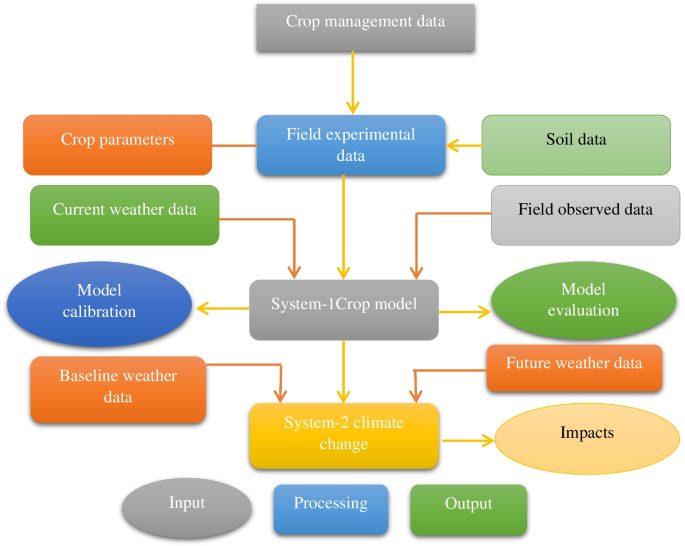 Crop management data
Crop parameters
Field experimental
data
Soil data
Current weather data
Field observed data
Model
calibration
System-1Crop model
Model
evaluation
Baseline weather
data
Future weather data
System-2 climate
change
Impacts
Input
Processing
Output